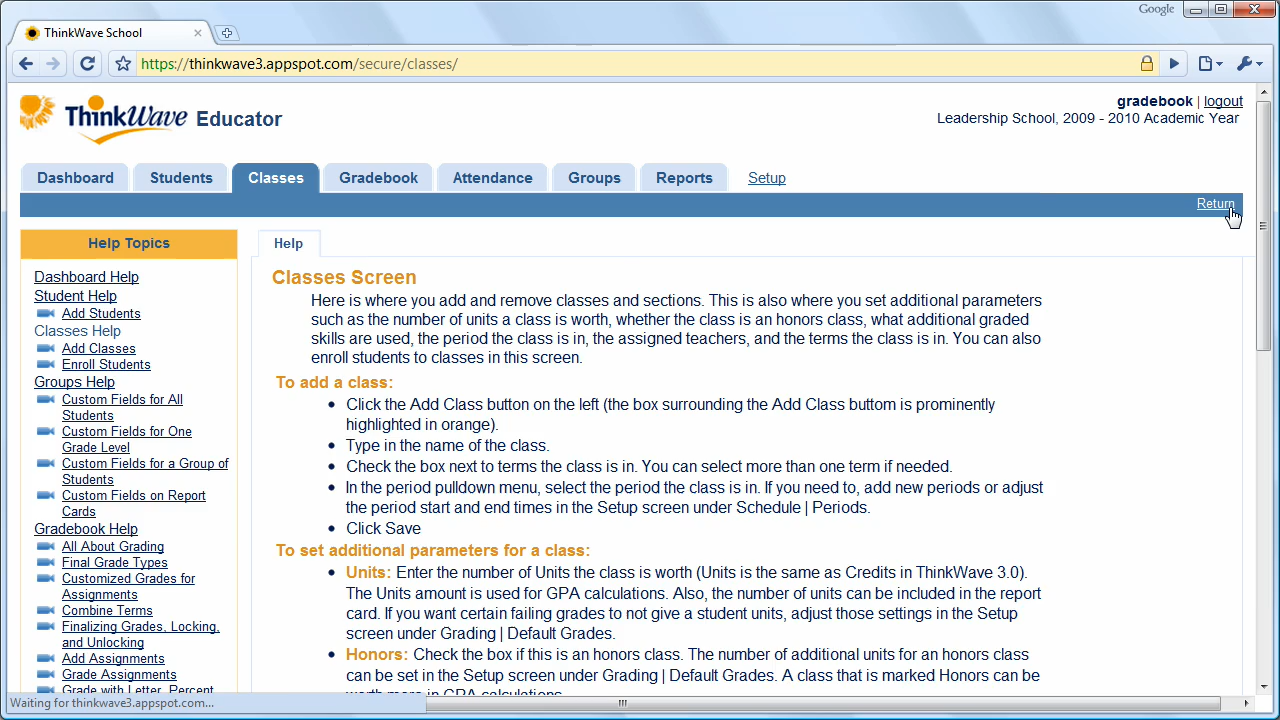 Google
ThinkWave School
https://thinkwave3.appspot.com/secure/classes/
ThinkWave Educator
gradebook | logout
Leadership School, 2009 - 2010 Academic Year
Dashboard Students Classes Gradebook Attendance Groups Reports Setup
Return
Help Topics
Dashboard Help
Student Help
Add Students
Classes Help
Add Classes
Enroll Students
Groups Help
Custom Fields for All
Students
Custom Fields for One
Grade Level
Custom Fields for a Group of
Students
Custom Fields on Report
Cards
Gradebook Help
All About Grading
Final Grade Types
Customized Grades for
Assignments
Combine Terms
Finalizing Grades, Locking,
and Unlocking
Add Assignments
Grade Assignments
Grade with Letter, Percent
Help
Classes Screen
Here is where you add and remove classes and sections. This is also where you set additional parameters
such as the number of units a class is worth, whether the class is an honors class, what additional graded
skills are used, the period the class is in, the assigned teachers, and the terms the class is in. You can also
enroll students to classes in this screen.
To add a class:
Click the Add Class button on the left (the box surrounding the Add Class buttom is prominently
highlighted in orange).
Type in the name of the class.
Check the box next to terms the class is in. You can select more than one term if needed.
In the period pulldown menu, select the period the class is in. If you need to, add new periods or adjust
the period start and end times in the Setup screen under Schedule | Periods.
Click Save
To set additional parameters for a class:
Units: Enter the number of Units the class is worth (Units is the same as Credits in ThinkWave 3.0).
The Units amount is used for GPA calculations. Also, the number of units can be included in the report
card. If you want certain failing grades to not give a student units, adjust those settings in the Setup
screen under Grading | Default Grades.
Honors: Check the box if this is an honors class. The number of additional units for an honors class
can be set in the Setup screen under Grading | Default Grades. A class that is marked Honors can be
worth more in GPA calculations.
Waiting for thinkwave3.appspot.com...